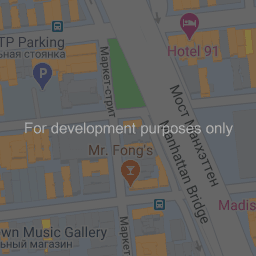 TP Parking
льная стоянка
Hotel 91
Маркет-стрит
Мост Манхэттен
Manhattan Bridge
For development purposes only
Mr. Fong's
Madis
wn Music Gallery
ьный магазин
Маркет